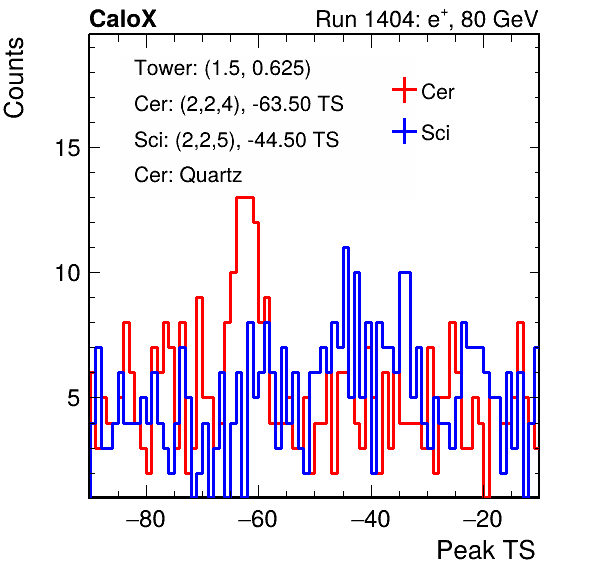 CaloX Run 1404: e⁺, 80 GeV
Counts
Tower: (1.5, 0.625)
Cer: (2,2,4), -63.50 TS
Sci: (2,2,5), -44.50 TS
Cer: Quartz
Cer
Sci
15
10
5
−80 −60 −40 −20
Peak TS